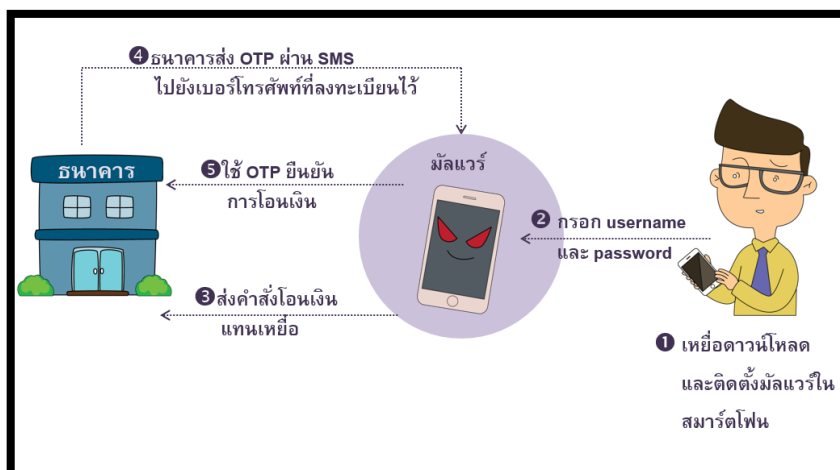 ❹ธนาคารส่ง OTP ผ่าน SMS
ไปยังเบอร์โทรศัพท์ที่ลงทะเบียนไว้
ธนาคาร
❺ใช้ OTP ยืนยัน
การโอนเงิน
มัลแวร์
❷ กรอก username
และ password
❸ส่งคำสั่งโอนเงิน
แทนเหยื่อ
❶ เหยื่อดาวน์โหลด
และติดตั้งมัลแวร์ใน
สมาร์ตโฟน